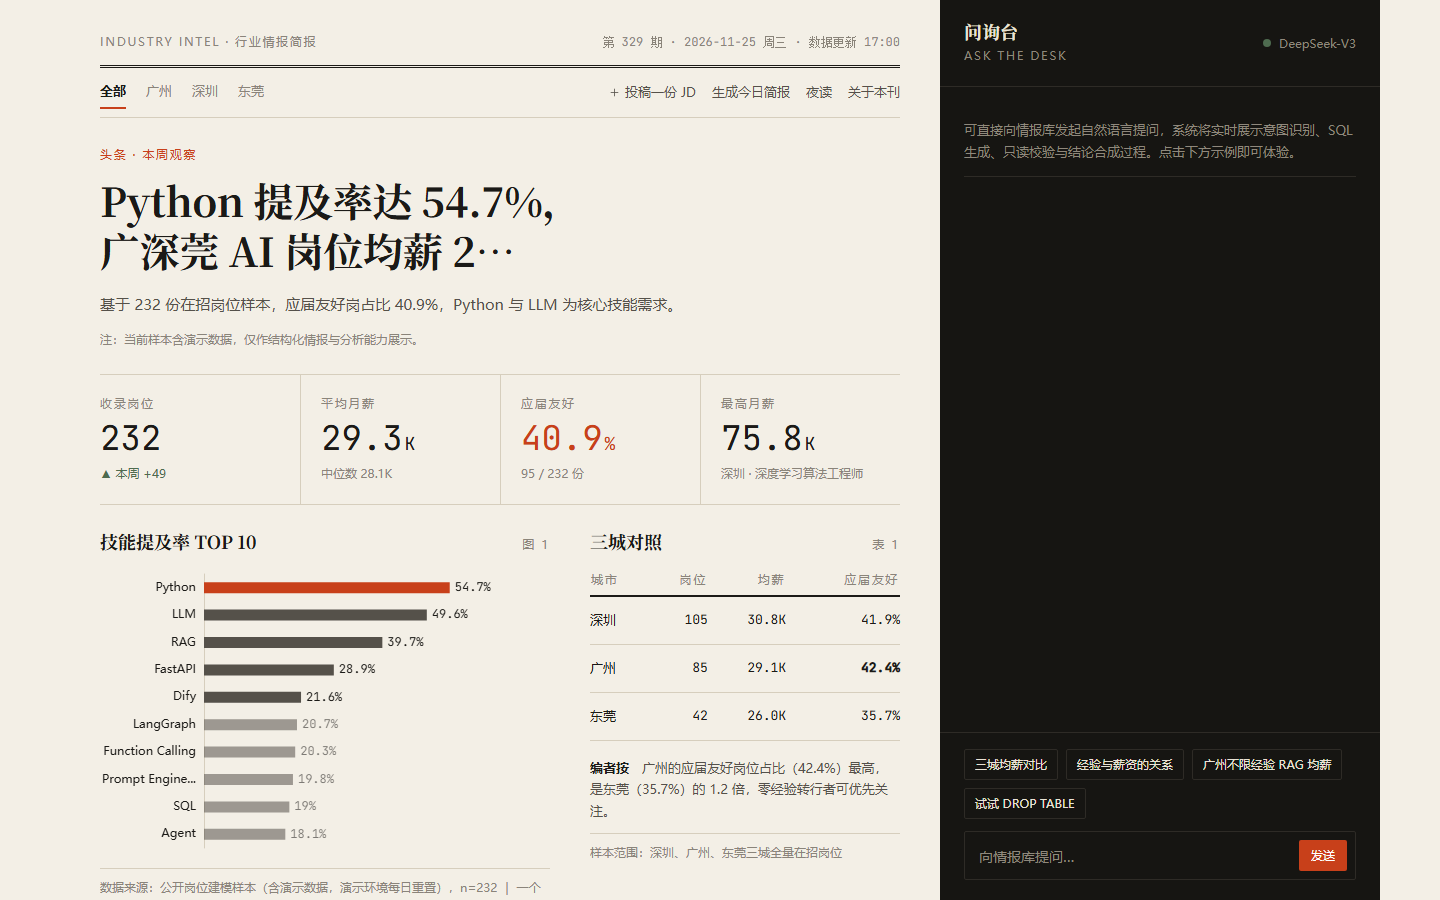 INDUSTRY INTEL · 行业情报简报
第 329 期 · 2026-11-25 周三 · 数据更新 17:00
全部 广州 深圳 东莞
+ 投稿一份 JD 生成今日简报 夜读 关于本刊
头条 · 本周观察
Python 提及率达 54.7%,
广深莞 AI 岗位均薪 2…
基于 232 份在招岗位样本，应届友好岗占比 40.9%，Python 与 LLM 为核心技能需求。
注：当前样本含演示数据，仅作结构化情报与分析能力展示。
收录岗位
232
▲ 本周 +49
平均月薪
29.3K
中位数 28.1K
应届友好
40.9%
95 / 232 份
最高月薪
75.8K
深圳 · 深度学习算法工程师
技能提及率 TOP 10
图 1
Python 54.7%
LLM 49.6%
RAG 39.7%
FastAPI 28.9%
Dify 21.6%
LangGraph 20.7%
Function Calling 20.3%
Prompt Engine... 19.8%
SQL 19%
Agent 18.1%
数据来源：公开岗位建模样本（含演示数据，演示环境每日重置），n=232 | 一个
三城对照
表 1
城市 岗位 均薪 应届友好
深圳 105 30.8K 41.9%
广州 85 29.1K 42.4%
东莞 42 26.0K 35.7%
编者按 广州的应届友好岗位占比（42.4%）最高，
是东莞（35.7%）的 1.2 倍，零经验转行者可优先关
注。
样本范围：深圳、广州、东莞三城全量在招岗位
问询台
ASK THE DESK
DeepSeek-V3
可直接向情报库发起自然语言提问，系统将实时展示意图识别、SQL
生成、只读校验与结论合成过程。点击下方示例即可体验。
三城均薪对比 经验与薪资的关系 广州不限经验 RAG 均薪
试试 DROP TABLE
向情报库提问...
发送